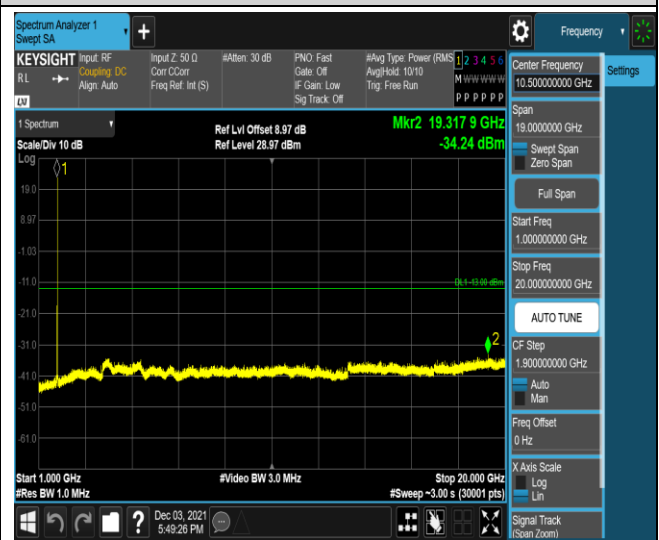 Spectrum Analyzer 1
Swept SA
Frequency
KEYSIGHT
Input: RF
Input Z: 50 Ω
#Atten: 30 dB
PNO: Fast
#Avg Type: Power (RMS
1 2 3 4 5 6
RL
Coupling: DC
Corr CCorr
Gate: Off
Avg|Hold: 10/10
M W W W W W
Align: Auto
Freq Ref: Int (S)
IF Gain: Low
Trig: Free Run
Sig Track: Off
P P P P P P
LXI
1 Spectrum
Scale/Div 10 dB
Ref Lvl Offset 8.97 dB
Ref Level 28.97 dBm
Mkr2 19.317 9 GHz
-34.24 dBm
Log
1
19.0
8.97
-1.03
-11.0
DL1 -13.00 dBm
-21.0
-31.0
2
-41.0
-51.0
-61.0
Start 1.000 GHz
#Video BW 3.0 MHz
Stop 20.000 GHz
#Res BW 1.0 MHz
#Sweep ~3.00 s (30001 pts)
Dec 03, 2021
5:49:26 PM
?
Center Frequency
10.500000000 GHz
Settings
Span
19.0000000 GHz
Swept Span
Zero Span
Full Span
Start Freq
1.000000000 GHz
Stop Freq
20.000000000 GHz
AUTO TUNE
CF Step
1.900000000 GHz
Auto
Man
Freq Offset
0 Hz
X Axis Scale
Log
Lin
Signal Track
(Span Zoom)